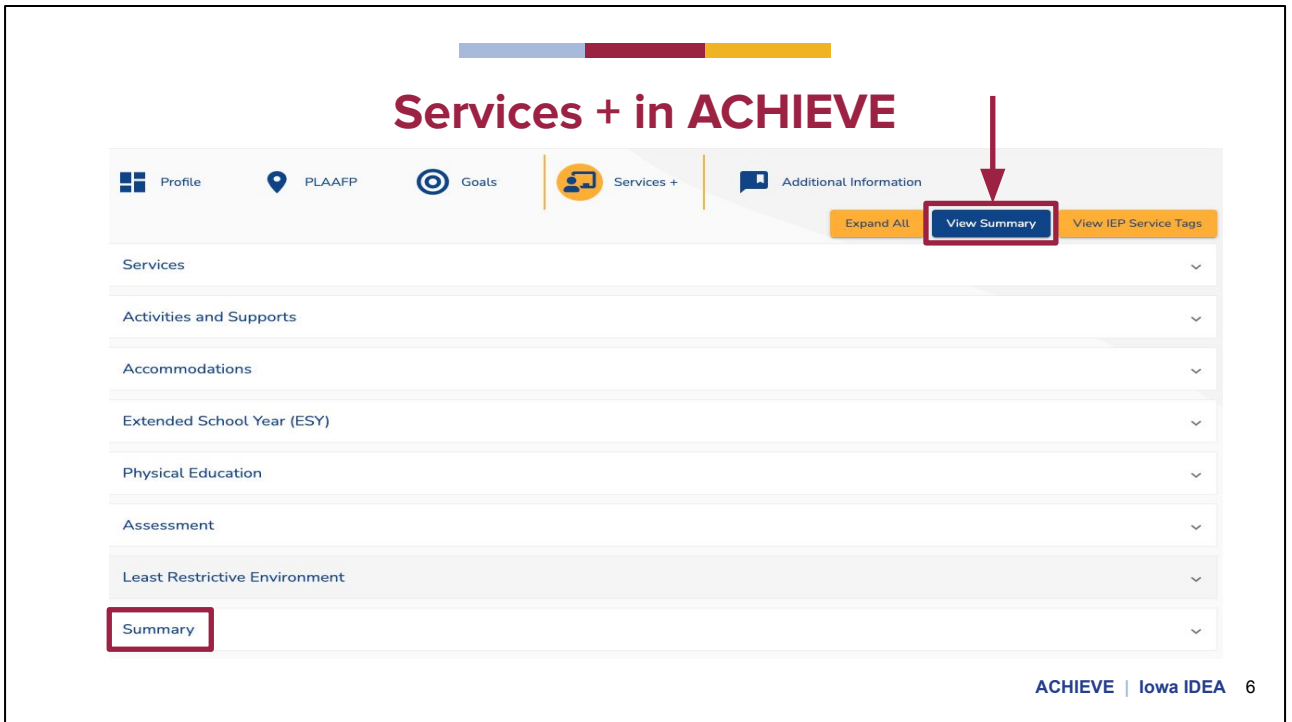 Services + in ACHIEVE
Profile PLAAFP Goals Services + Additional Information
Expand All View Summary View IEP Service Tags
Services
Activities and Supports
Accommodations
Extended School Year (ESY)
Physical Education
Assessment
Least Restrictive Environment
Summary
ACHIEVE | Iowa IDEA 6